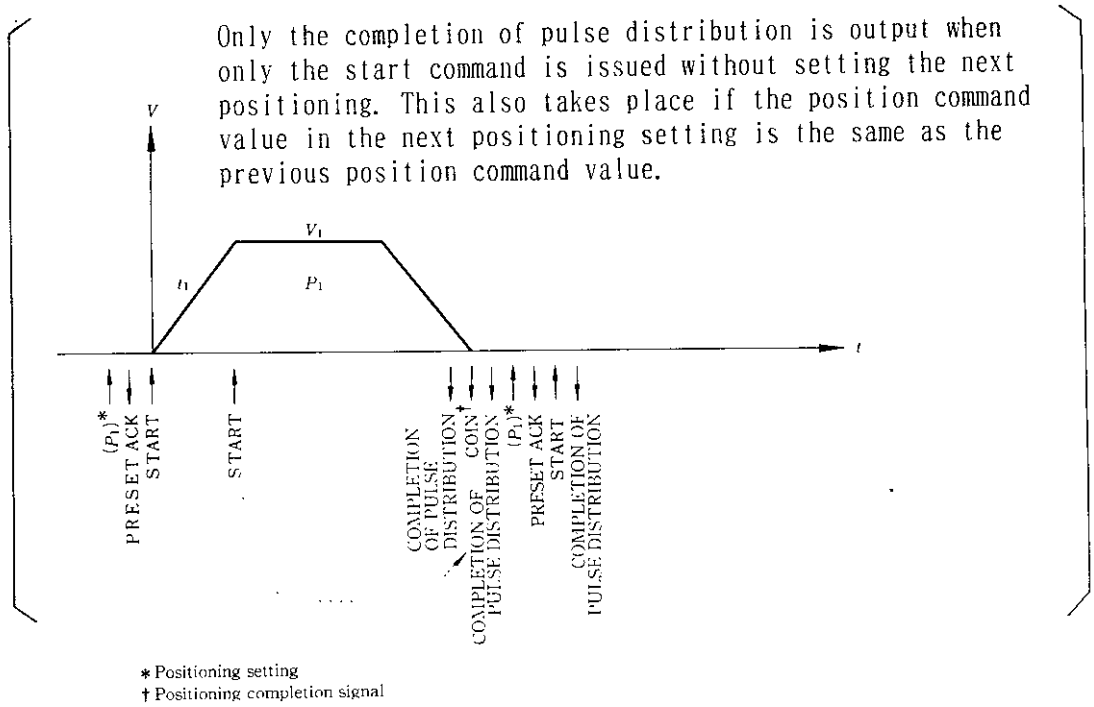 Only the completion of pulse distribution is output when
only the start command is issued without setting the next
positioning. This also takes place if the position command
value in the next positioning setting is the same as the
previous position command value.
V
V1
t1
P1
t
(P1)*
PRESET ACK
START
START
COMPLETION
OF PULSE
DISTRIBUTION
COIN†
COMPLETION OF
PULSE DISTRIBUTION
(P1)*
PRESET ACK
START
COMPLETION OF
PULSE DISTRIBUTION
* Positioning setting
† Positioning completion signal